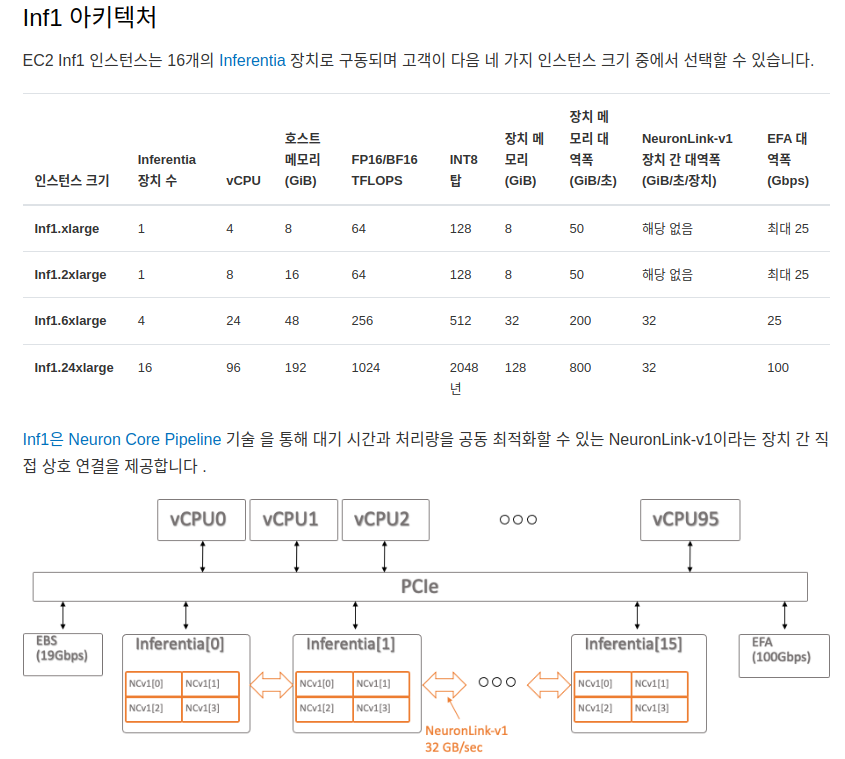 Inf1 아키텍처
EC2 Inf1 인스턴스는 16개의 Inferentia 장치로 구동되며 고객이 다음 네 가지 인스턴스 크기 중에서 선택할 수 있습니다.
인스턴스 크기 Inferentia 장치 수 vCPU 호스트 메모리 (GiB) FP16/BF16 TFLOPS INT8 탑 장치 메모리 (GiB) 장치 메모리 대역폭 (GiB/초) NeuronLink-v1 장치 간 대역폭 (GiB/초/장치) EFA 대역폭 (Gbps)
Inf1.xlarge 1 4 8 64 128 8 50 해당 없음 최대 25
Inf1.2xlarge 1 8 16 64 128 8 50 해당 없음 최대 25
Inf1.6xlarge 4 24 48 256 512 32 200 32 25
Inf1.24xlarge 16 96 192 1024 2048년 128 800 32 100
Inf1은 Neuron Core Pipeline 기술 을 통해 대기 시간과 처리량을 공동 최적화할 수 있는 NeuronLink-v1이라는 장치 간 직
접 상호 연결을 제공합니다 .
vCPU0 vCPU1 vCPU2 vCPU95
PCIe
EBS
(19Gbps)
Inferentia[0]
NCv1[0] NCv1[1]
NCv1[2] NCv1[3]
Inferentia[1]
NCv1[0] NCv1[1]
NCv1[2] NCv1[3]
Inferentia[15]
NCv1[0] NCv1[1]
NCv1[2] NCv1[3]
EFA
(100Gbps)
NeuronLink-v1
32 GB/sec